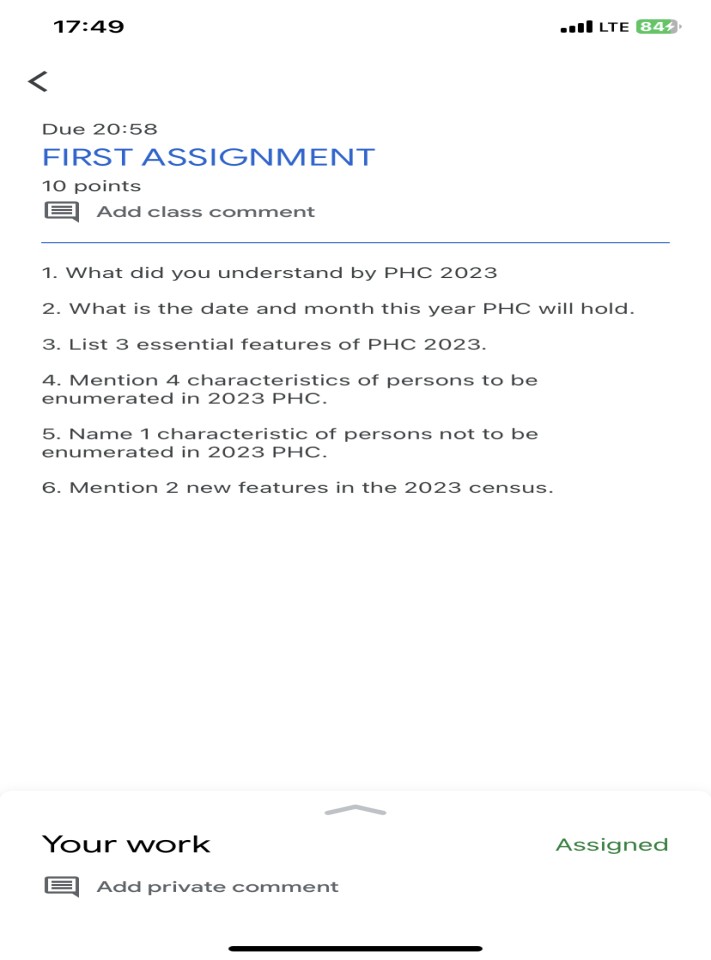 17:49
LTE 84
Due 20:58
FIRST ASSIGNMENT
10 points
Add class comment
1. What did you understand by PHC 2023
2. What is the date and month this year PHC will hold.
3. List 3 essential features of PHC 2023.
4. Mention 4 characteristics of persons to be
enumerated in 2023 PHC.
5. Name 1 characteristic of persons not to be
enumerated in 2023 PHC.
6. Mention 2 new features in the 2023 census.
Your work
Assigned
Add private comment